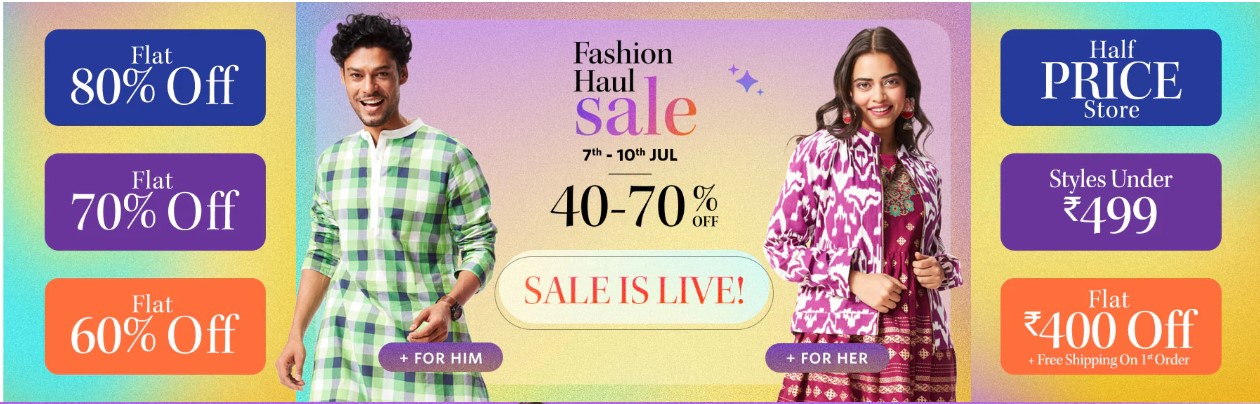 Flat
80% Off
Flat
70% Off
Flat
60% Off
Fashion
Haul
sale
7th - 10th JUL
40-70%
OFF
SALE IS LIVE!
+ FOR HIM
+ FOR HER
Half
PRICE
Store
Styles Under
₹499
Flat
₹400 Off
+ Free Shipping On 1st Order